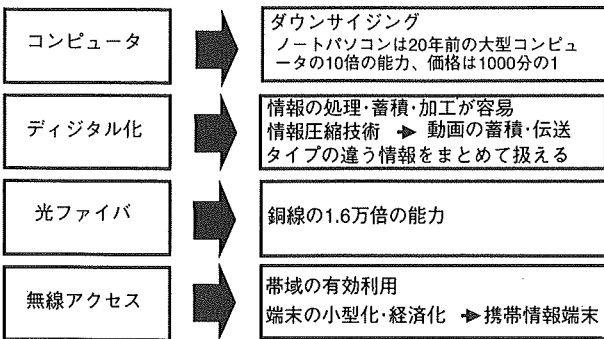 コンピュータ
ダウンサイジング
ノートパソコンは20年前の大型コンピュ
ータの10倍の能力、価格は1000分の1
ディジタル化
情報の処理・蓄積・加工が容易
情報圧縮技術 → 動画の蓄積・伝送
タイプの違う情報をまとめて扱える
光ファイバ
銅線の1.6万倍の能力
無線アクセス
帯域の有効利用
端末の小型化・経済化 → 携帯情報端末